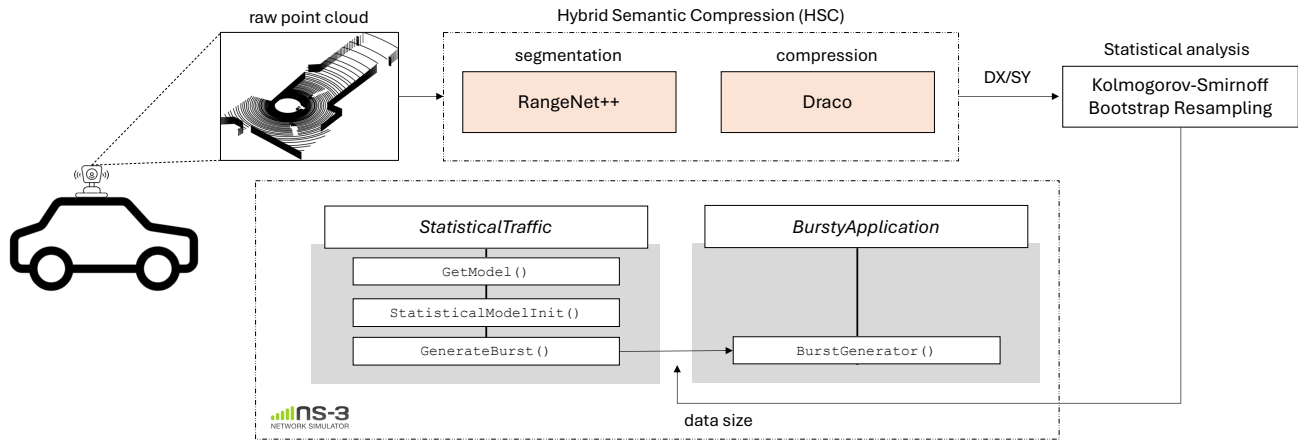 raw point cloud
Hybrid Semantic Compression (HSC)
segmentation
compression
RangeNet++
Draco
DX/SY
Statistical analysis
Kolmogorov-Smirnoff
Bootstrap Resampling
StatisticalTraffic
BurstyApplication
GetModel()
StatisticalModelInit()
GenerateBurst()
BurstGenerator()
data size
ns-3
NETWORK SIMULATOR